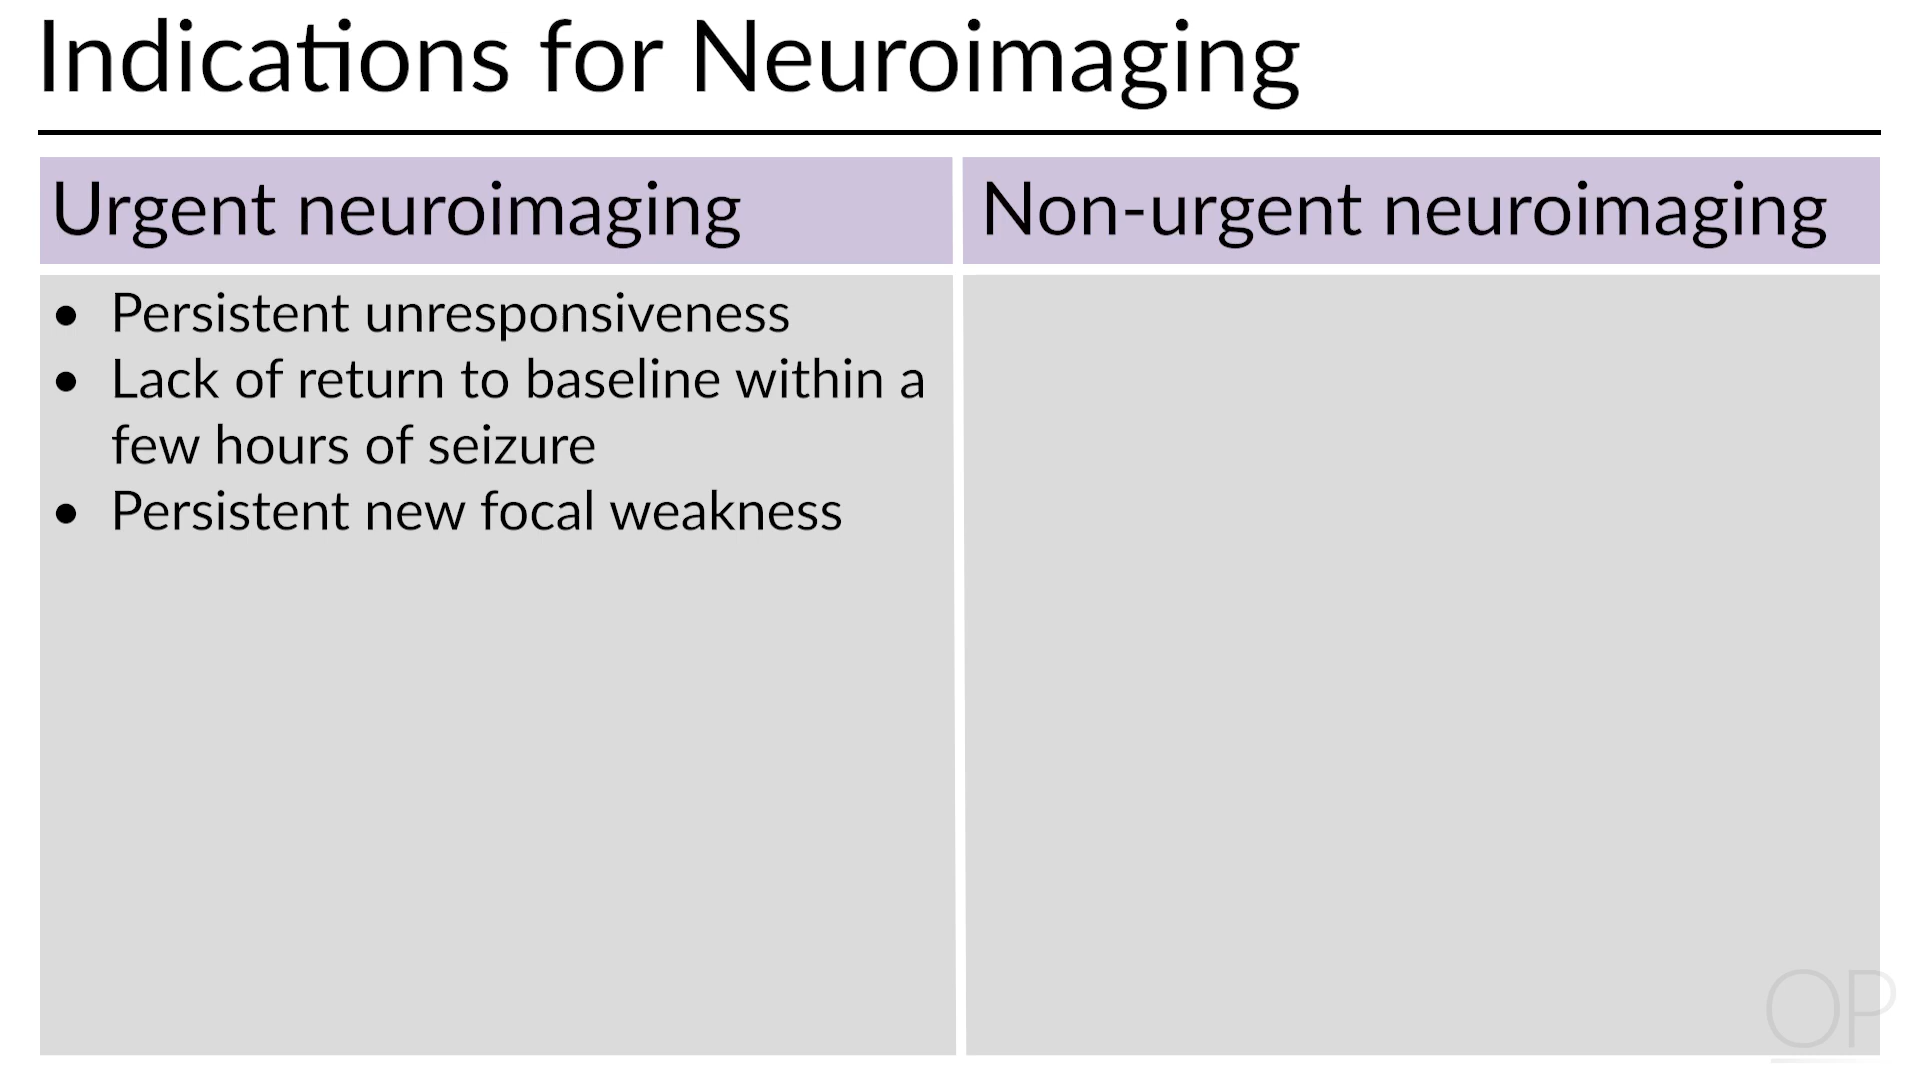 Indications for Neuroimaging
Urgent neuroimaging
Non-urgent neuroimaging
• Persistent unresponsiveness
• Lack of return to baseline within a
few hours of seizure
• Persistent new focal weakness
OP